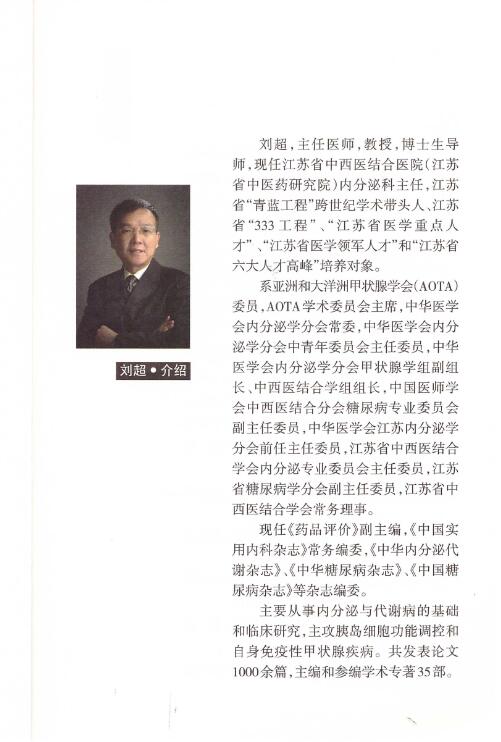 刘超，主任医师，教授，博士生导
师，现任江苏省中西医结合医院（江苏
省中医药研究院）内分泌科主任，江苏
省“青蓝工程”跨世纪学术带头人、江苏
省“333工程”、“江苏省医学重点人
才”、“江苏省医学领军人才”和“江苏省
六大人才高峰”培养对象。
系亚洲和大洋洲甲状腺学会（AOTA）
委员，AOTA学术委员会主席，中华医学
会内分泌学分会常委，中华医学会内分
泌学分会中青年委员会主任委员，中华
医学会内分泌学分会甲状腺学组副组
长、中西医结合学组组长，中国医师学
会中西医结合分会糖尿病专业委员会
副主任委员，中华医学会江苏内分泌学
分会前任主任委员，江苏省中西医结合
学会内分泌专业委员会主任委员，江苏
省糖尿病学分会副主任委员，江苏省中
西医结合学会常务理事。
现任《药品评价》副主编，《中国实
用内科杂志》常务编委，《中华内分泌代
谢杂志》、《中华糖尿病杂志》、《中国糖
尿病杂志》等杂志编委。
主要从事内分泌与代谢病的基础
和临床研究，主攻胰岛细胞功能调控和
自身免疫性甲状腺疾病。共发表论文
1000余篇，主编和参编学术专著35部。
刘超•介绍